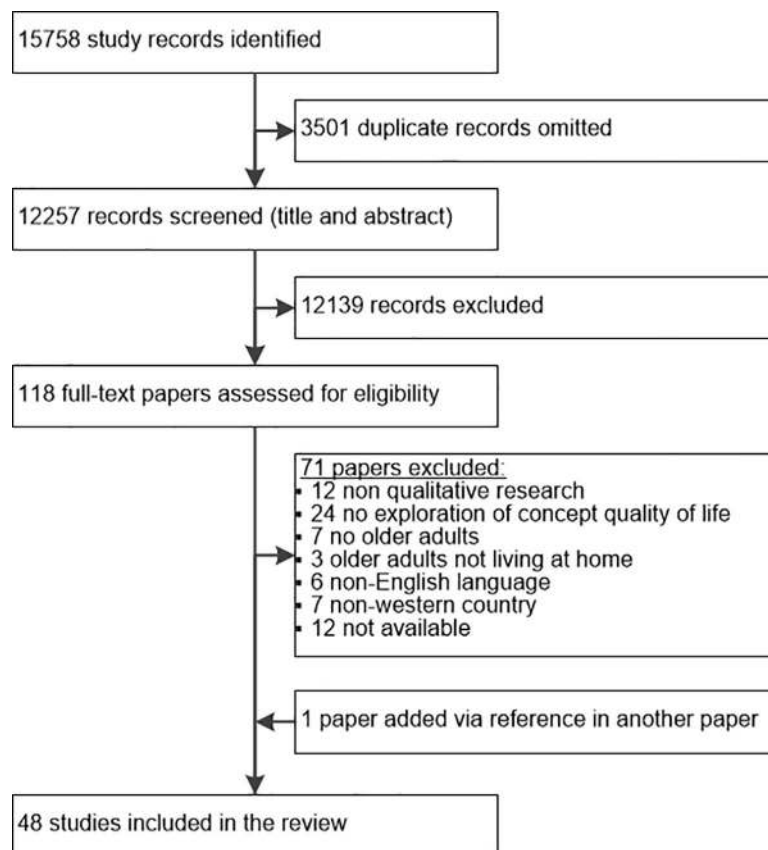 15758 study records identified
3501 duplicate records omitted
12257 records screened (title and abstract)
12139 records excluded
118 full-text papers assessed for eligibility
71 papers excluded:
▪ 12 non qualitative research
▪ 24 no exploration of concept quality of life
▪ 7 no older adults
▪ 3 older adults not living at home
▪ 6 non-English language
▪ 7 non-western country
▪ 12 not available
1 paper added via reference in another paper
48 studies included in the review